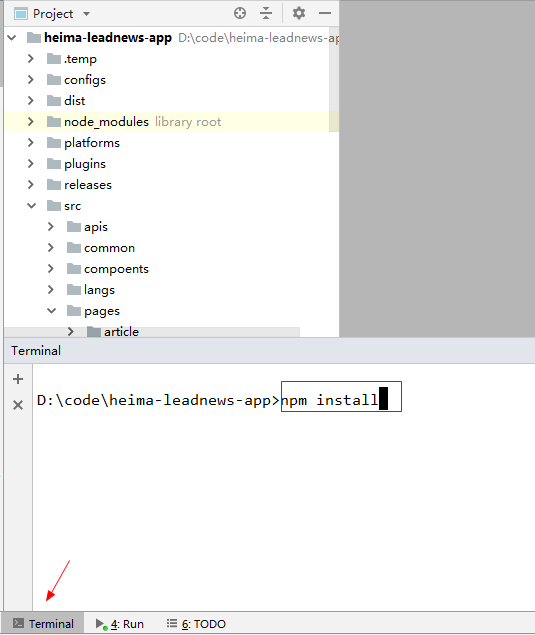 Project
heima-leadnews-app D:\code\heima-leadnews-ap
.temp
configs
dist
node_modules library root
platforms
plugins
releases
src
apis
common
compoents
langs
pages
article
Terminal
D:\code\heima-leadnews-app>npm install
Terminal 4: Run 6: TODO